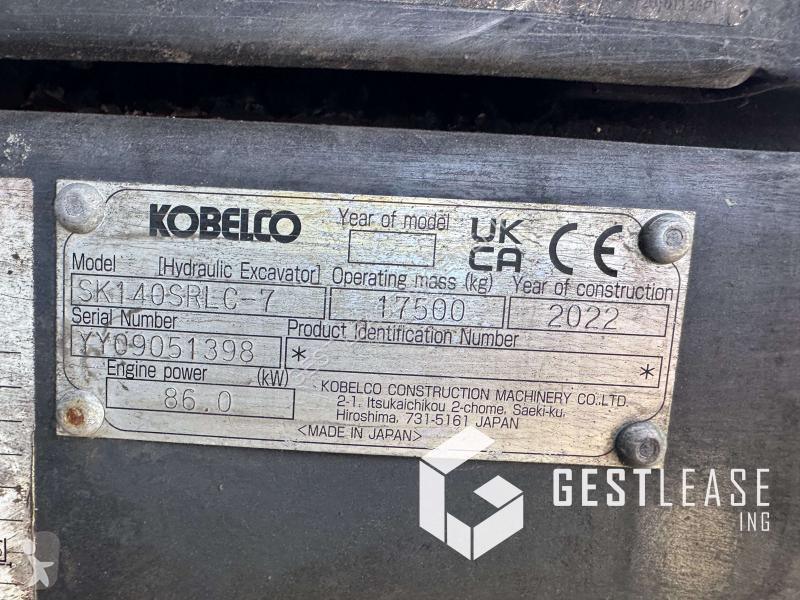 KOBELCO
Year of model
UK
CA
CE
Model [Hydraulic Excavator] Operating mass (kg) Year of construction
SK140SRLC-7 17500 2022
Serial Number Product Identification Number
YY09051398 * *
Engine power (kW)
86.0
KOBELCO CONSTRUCTION MACHINERY CO.,LTD.
2-1. Itsukaichikou 2-chome, Saeki-ku,
Hiroshima, 731-5161 JAPAN
<MADE IN JAPAN>
GESTLEASE
ING